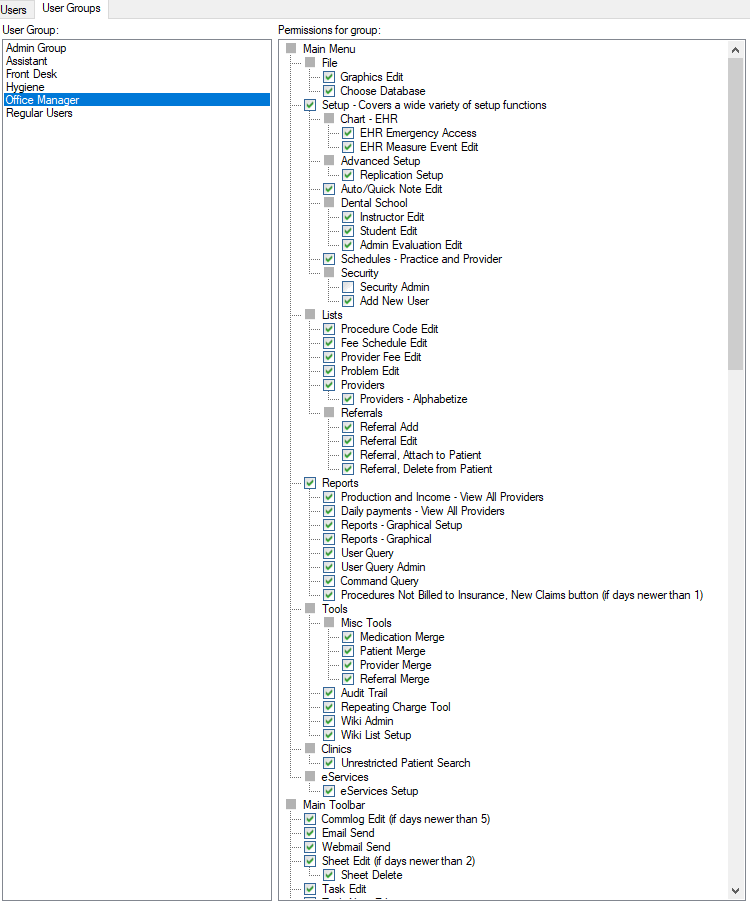 Users
User Groups
User Group:
Permissions for group:
Admin Group
Assistant
Front Desk
Hygiene
Office Manager
Regular Users
Main Menu
File
Graphics Edit
Choose Database
Setup - Covers a wide variety of setup functions
Chart - EHR
EHR Emergency Access
EHR Measure Event Edit
Advanced Setup
Replication Setup
Auto/Quick Note Edit
Dental School
Instructor Edit
Student Edit
Admin Evaluation Edit
Schedules - Practice and Provider
Security
Security Admin
Add New User
Lists
Procedure Code Edit
Fee Schedule Edit
Provider Fee Edit
Problem Edit
Providers
Providers - Alphabetize
Referrals
Referral Add
Referral Edit
Referral, Attach to Patient
Referral, Delete from Patient
Reports
Production and Income - View All Providers
Daily payments - View All Providers
Reports - Graphical Setup
Reports - Graphical
User Query
User Query Admin
Command Query
Procedures Not Billed to Insurance, New Claims button (if days newer than 1)
Tools
Misc Tools
Medication Merge
Patient Merge
Provider Merge
Referral Merge
Audit Trail
Repeating Charge Tool
Wiki Admin
Wiki List Setup
Clinics
Unrestricted Patient Search
eServices
eServices Setup
Main Toolbar
Commlog Edit (if days newer than 5)
Email Send
Webmail Send
Sheet Edit (if days newer than 2)
Sheet Delete
Task Edit